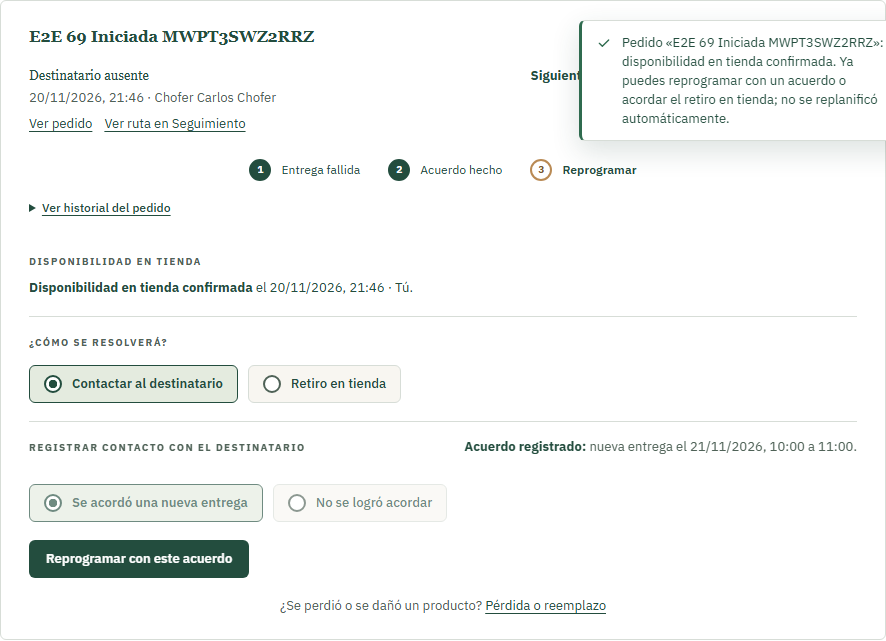 E2E 69 Iniciada MWPT3SWZ2RRZ
Destinatario ausente
20/11/2026, 21:46 · Chofer Carlos Chofer
Ver pedido Ver ruta en Seguimiento
Siguient
Pedido «E2E 69 Iniciada MWPT3SWZ2RRZ»:
disponibilidad en tienda confirmada. Ya
puedes reprogramar con un acuerdo o
acordar el retiro en tienda; no se replanificó
automáticamente.
1 Entrega fallida 2 Acuerdo hecho 3 Reprogramar
Ver historial del pedido
DISPONIBILIDAD EN TIENDA
Disponibilidad en tienda confirmada el 20/11/2026, 21:46 · Tú.
¿CÓMO SE RESOLVERÁ?
Contactar al destinatario Retiro en tienda
REGISTRAR CONTACTO CON EL DESTINATARIO Acuerdo registrado: nueva entrega el 21/11/2026, 10:00 a 11:00.
Se acordó una nueva entrega No se logró acordar
Reprogramar con este acuerdo
¿Se perdió o se dañó un producto? Pérdida o reemplazo